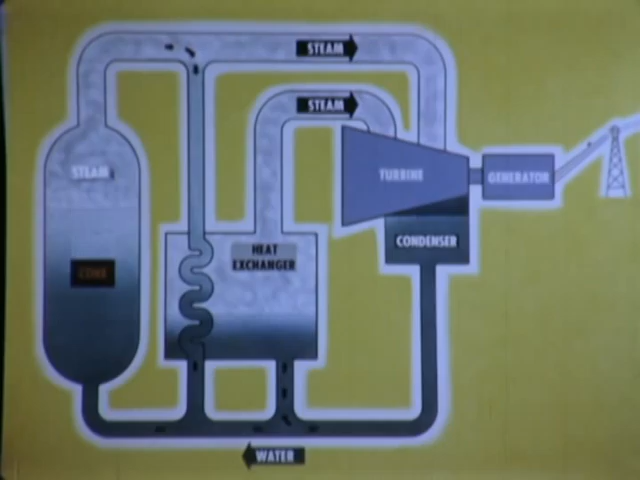 STEAM
STEAM
STEAM
TURBINE
GENERATOR
CONDENSER
HEAT
EXCHANGER
CORE
WATER